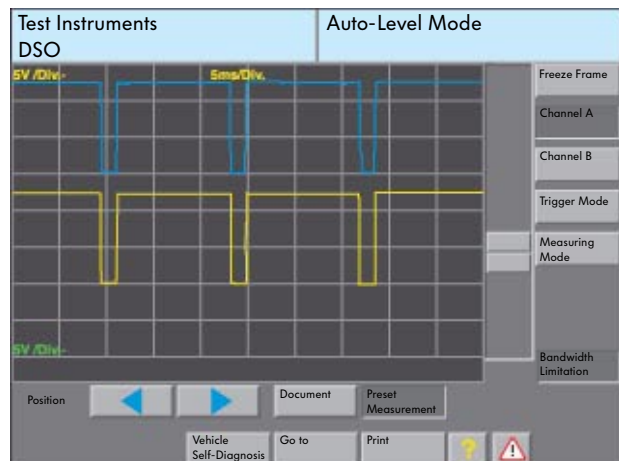 Test Instruments
DSO
Auto-Level Mode
5V /Div.-
5ms/Div.
Freeze Frame
Channel A
Channel B
Trigger Mode
Measuring
Mode
5V /Div-
Bandwidth
Limitation
Position
Document
Preset
Measurement
Vehicle
Self-Diagnosis
Go to
Print
?